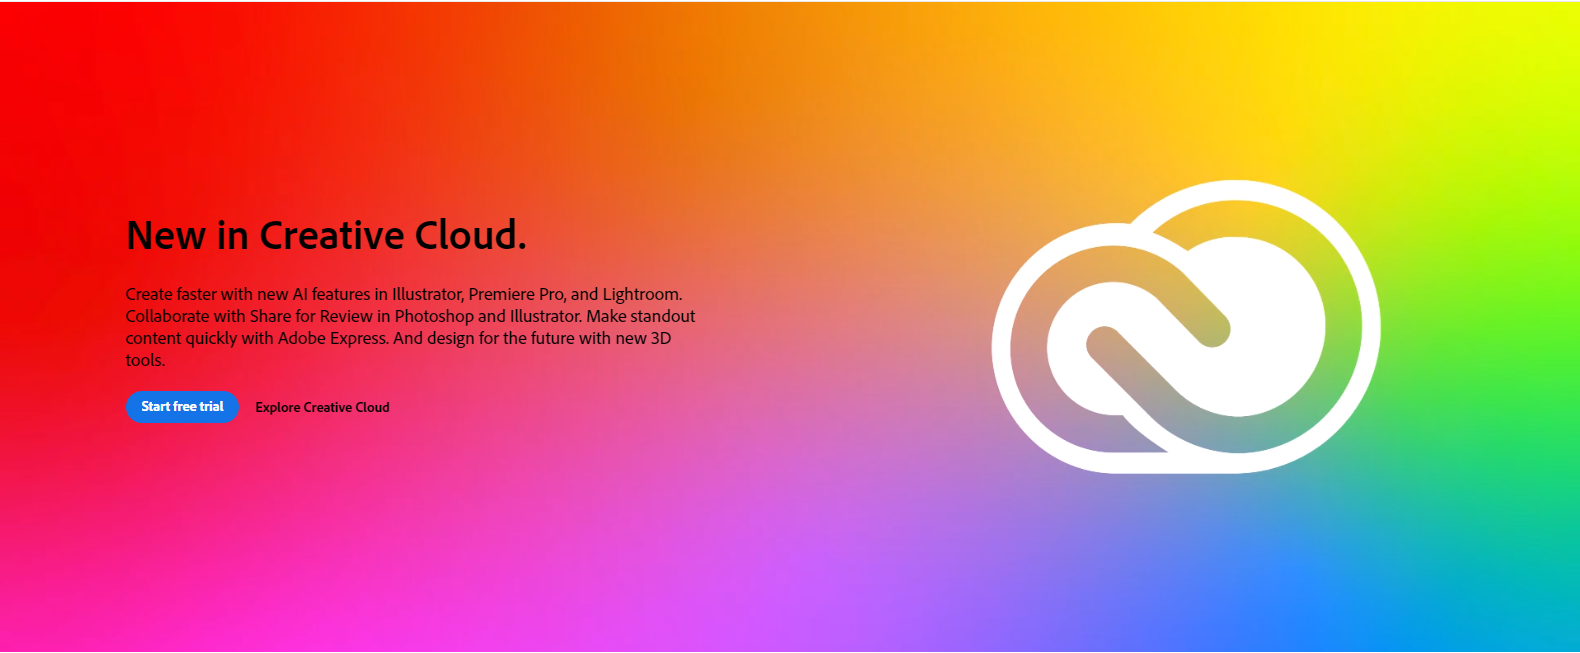 New in Creative Cloud.
Create faster with new AI features in Illustrator, Premiere Pro, and Lightroom.
Collaborate with Share for Review in Photoshop and Illustrator. Make standout
content quickly with Adobe Express. And design for the future with new 3D
tools.
Start free trial
Explore Creative Cloud